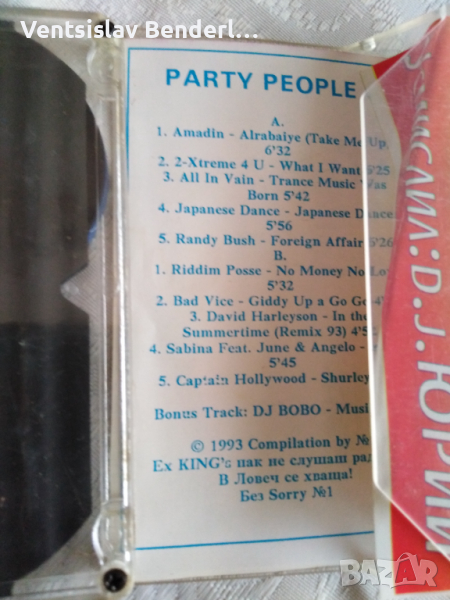 Ventsislav Benderl...
PARTY PEOPLE
A.
1. Amadin - Alrabaiye (Take Me Up,
6'32
2. 2-Xtreme 4 U - What I Want 6'25
3. All In Vain - Trance Music Was
Born 5'42
4. Japanese Dance - Japanese Dance
5'56
5. Randy Bush - Foreign Affair 5'26
B.
1. Riddim Posse - No Money No Lo
5'32
2. Bad Vice - Giddy Up a Go Go 4'
3. David Harleyson - In the
Summertime (Remix 93) 4'5
4. Sabina Feat. June & Angelo -
5'45
5. Captain Hollywood - Shurley
Bonus Track: DJ BOBO - Musi
© 1993 Compilation by №
Ex KING's пак не слушаш рад
В Ловеч се хваща!
Без Sorry №1
D.J. ЮРИЙ
BAZAR